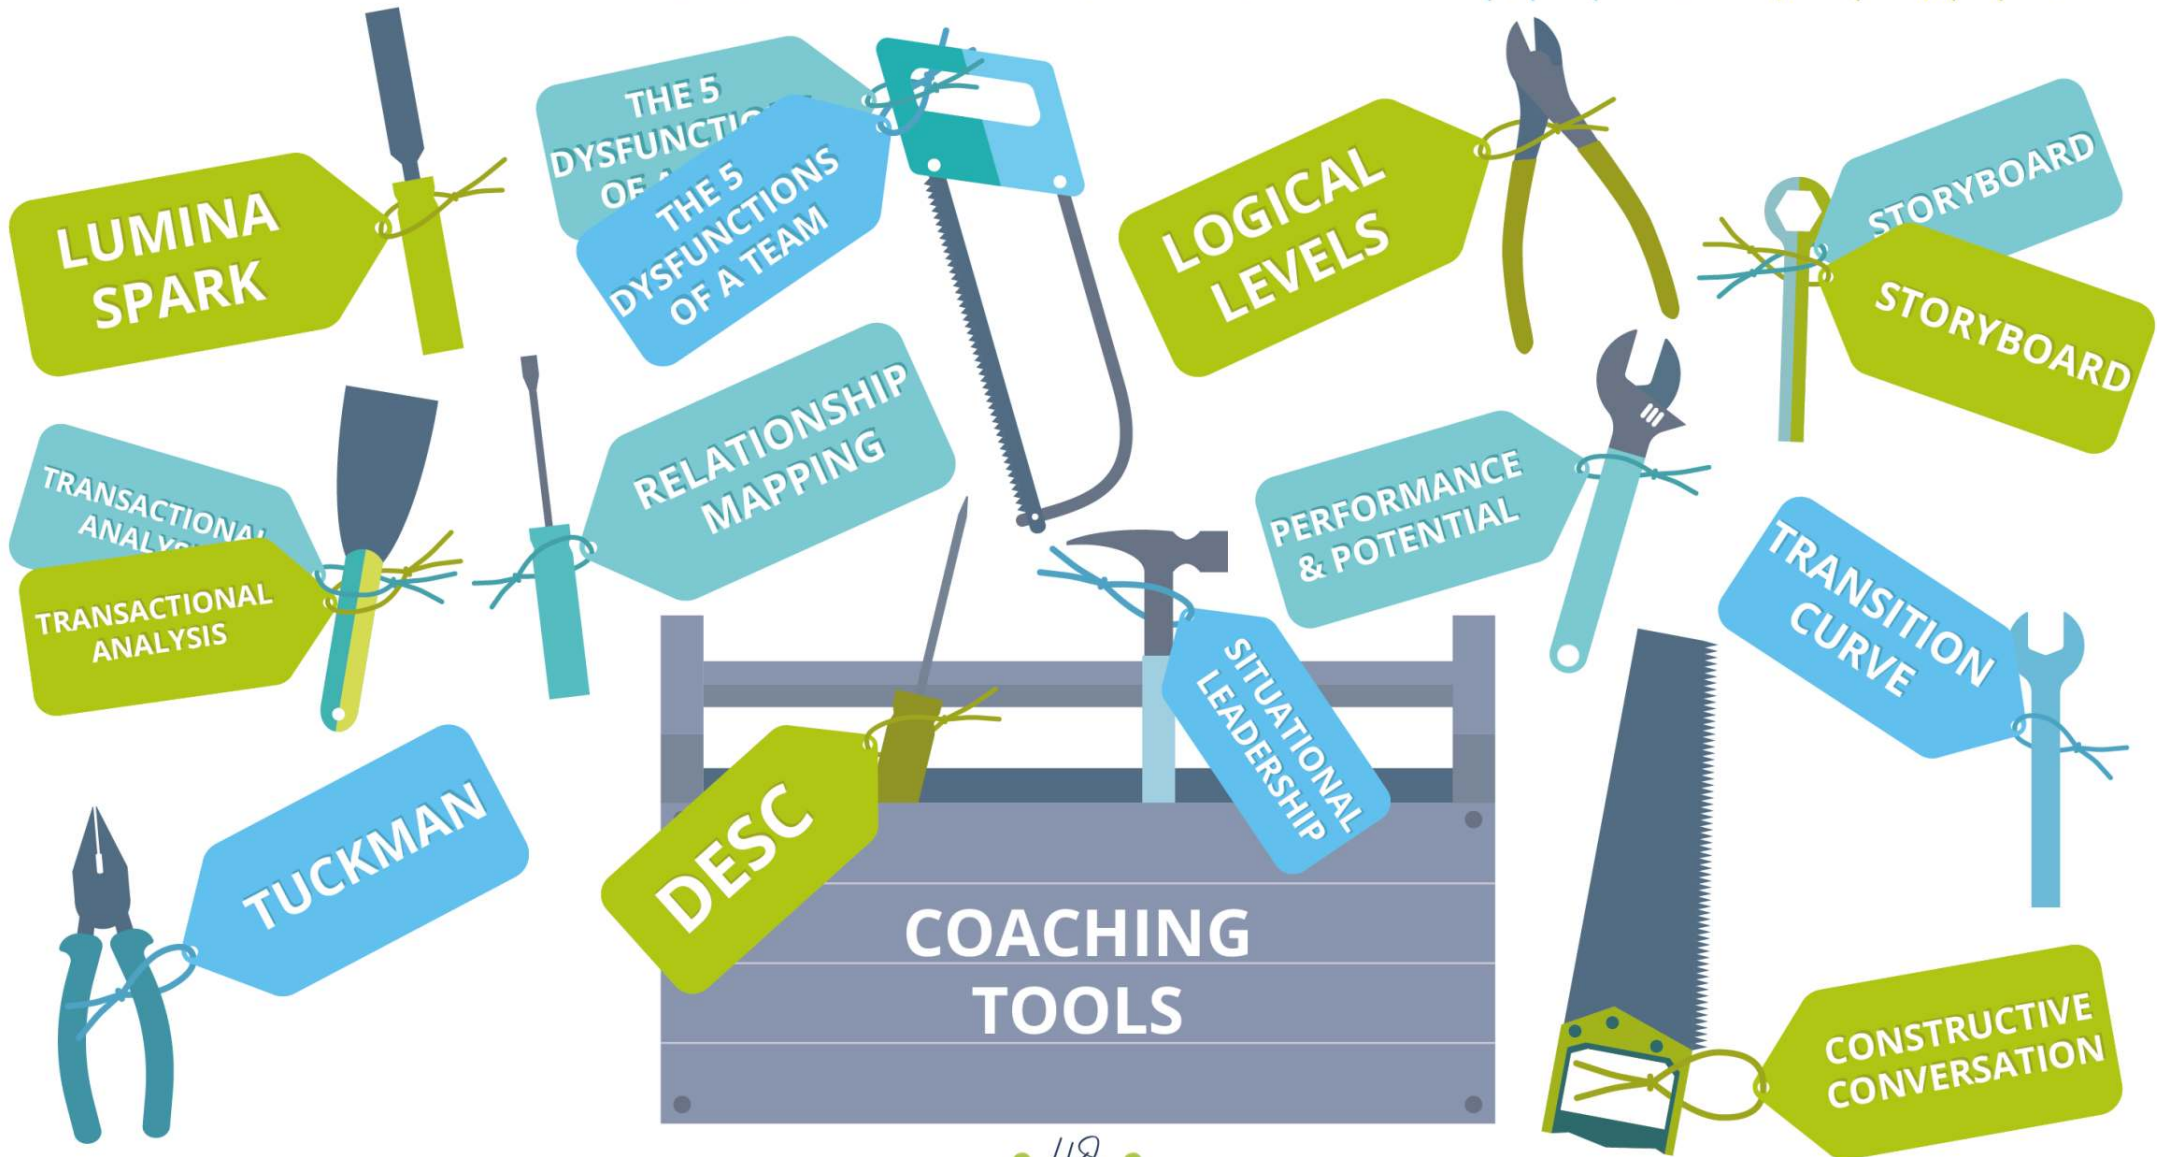 LUMINA
SPARK
THE 5
OF
THE 5
DYSFUNCTIONS
OF A TEAM
LOGICAL
LEVELS
STORYBOARD
STORYBOARD
TRANSACTIONAL
TRANSACTIONAL
ANALYSIS
RELATIONSHIP
MAPPING
PERFORMANCE
& POTENTIAL
TRANSITION
CURVE
SITUATIONAL
LEADERSHIP
TUCKMAN
DESC
COACHING
TOOLS
CONSTRUCTIVE
CONVERSATION